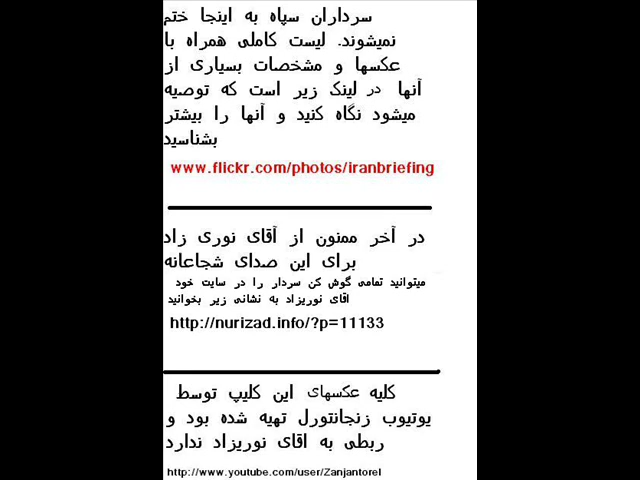 سرداران سپاه به اینجا ختم
نمیشوند. لیست کاملی همراه با
عکسها و مشخصات بسیاری از
آنها در لینک زیر است که توصیه
میشود نگاه کنید و آنها را بیشتر
بشناسید
www.flickr.com/photos/iranbriefing
در آخر ممنون از آقای نوری زاد
برای این صدای شجاعانه
میتوانید تمامی گوش کن سردار را در سایت خود
اقای نوریزاد به نشانی زیر بخوانید
http://nurizad.info/?p=11133
کلیه عکسهای این کلیپ توسط
یوتیوب زنجانتورل تهیه شده بود و
ربطی به اقای نوریزاد ندارد
http://www.youtube.com/user/Zanjantorel